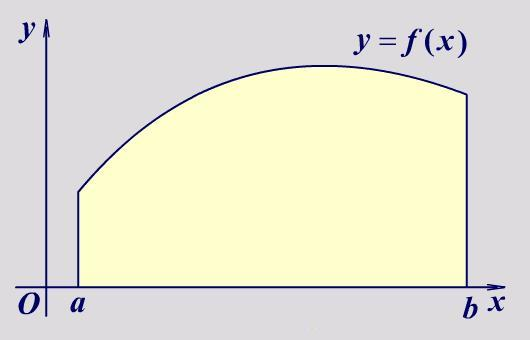 y
y = f(x)
O a b x